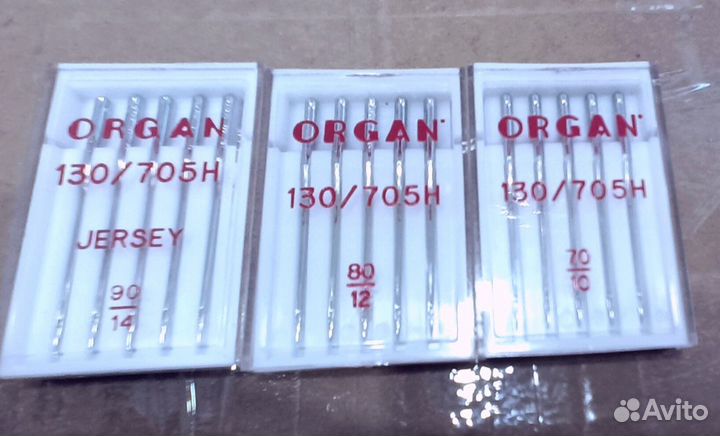 ORGAN
130/705H
JERSEY
90
14
ORGAN
130/705H
80
12
ORGAN
130/705H
70
10
Avito